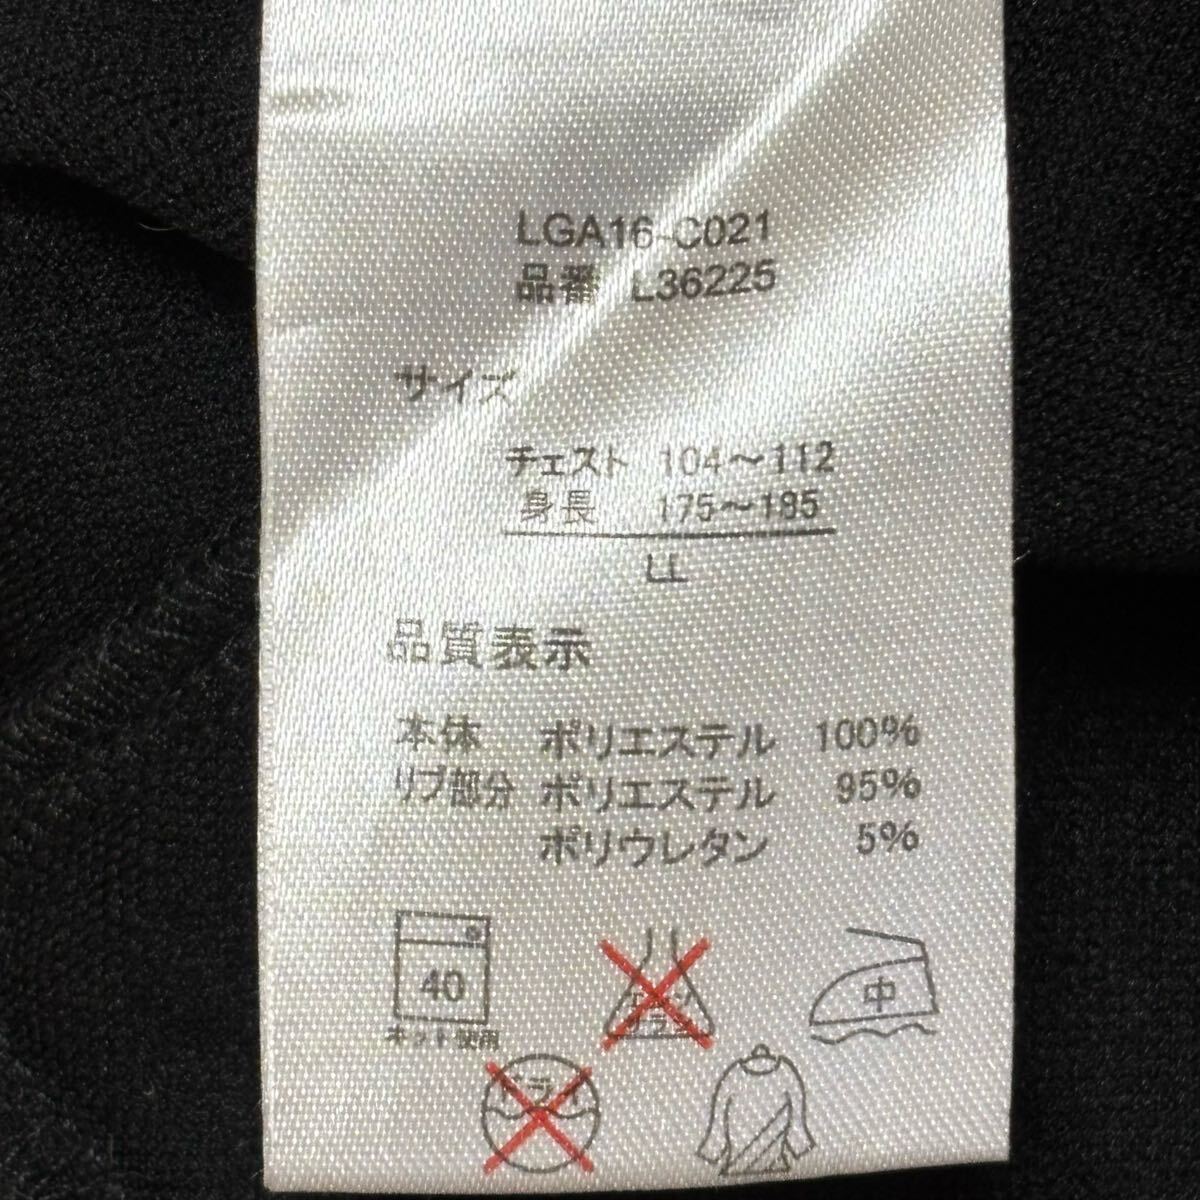 LGA16-C021
品番 L36225
サイズ
チェスト 104～112
身長 175～185
LL
品質表示
本体 ポリエステル 100%
リブ部分 ポリエステル 95%
ポリウレタン 5%
40
ネット使用
中
ドライ